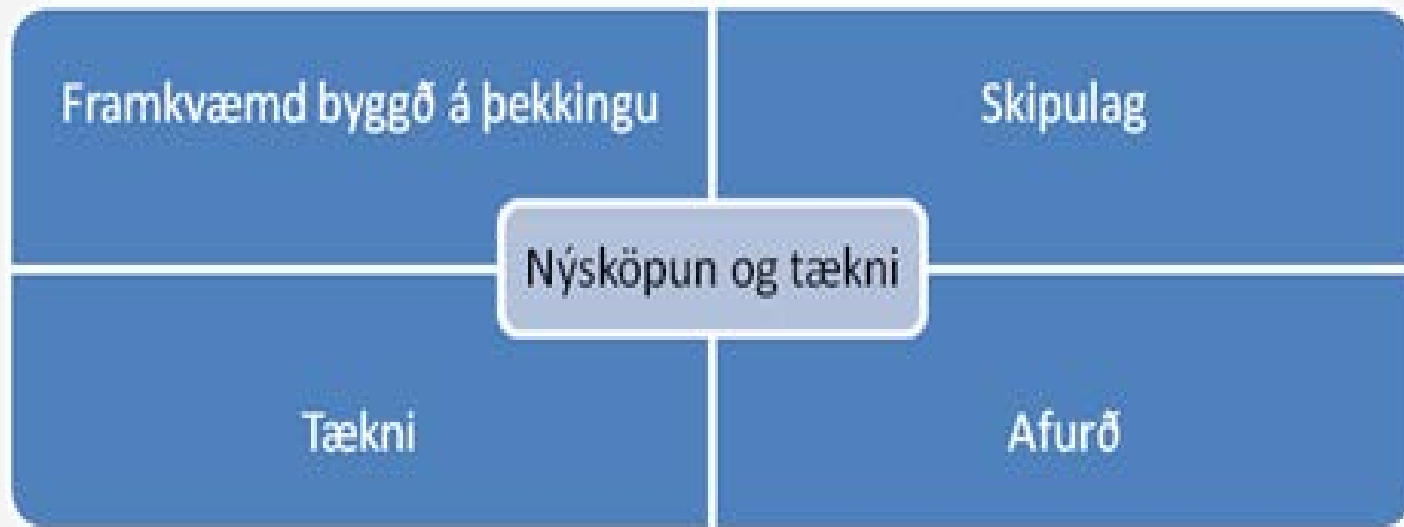 Framkvæmd byggð á þekkingu
Skipulag
Nýsköpun og tækni
Tækni
Afurð